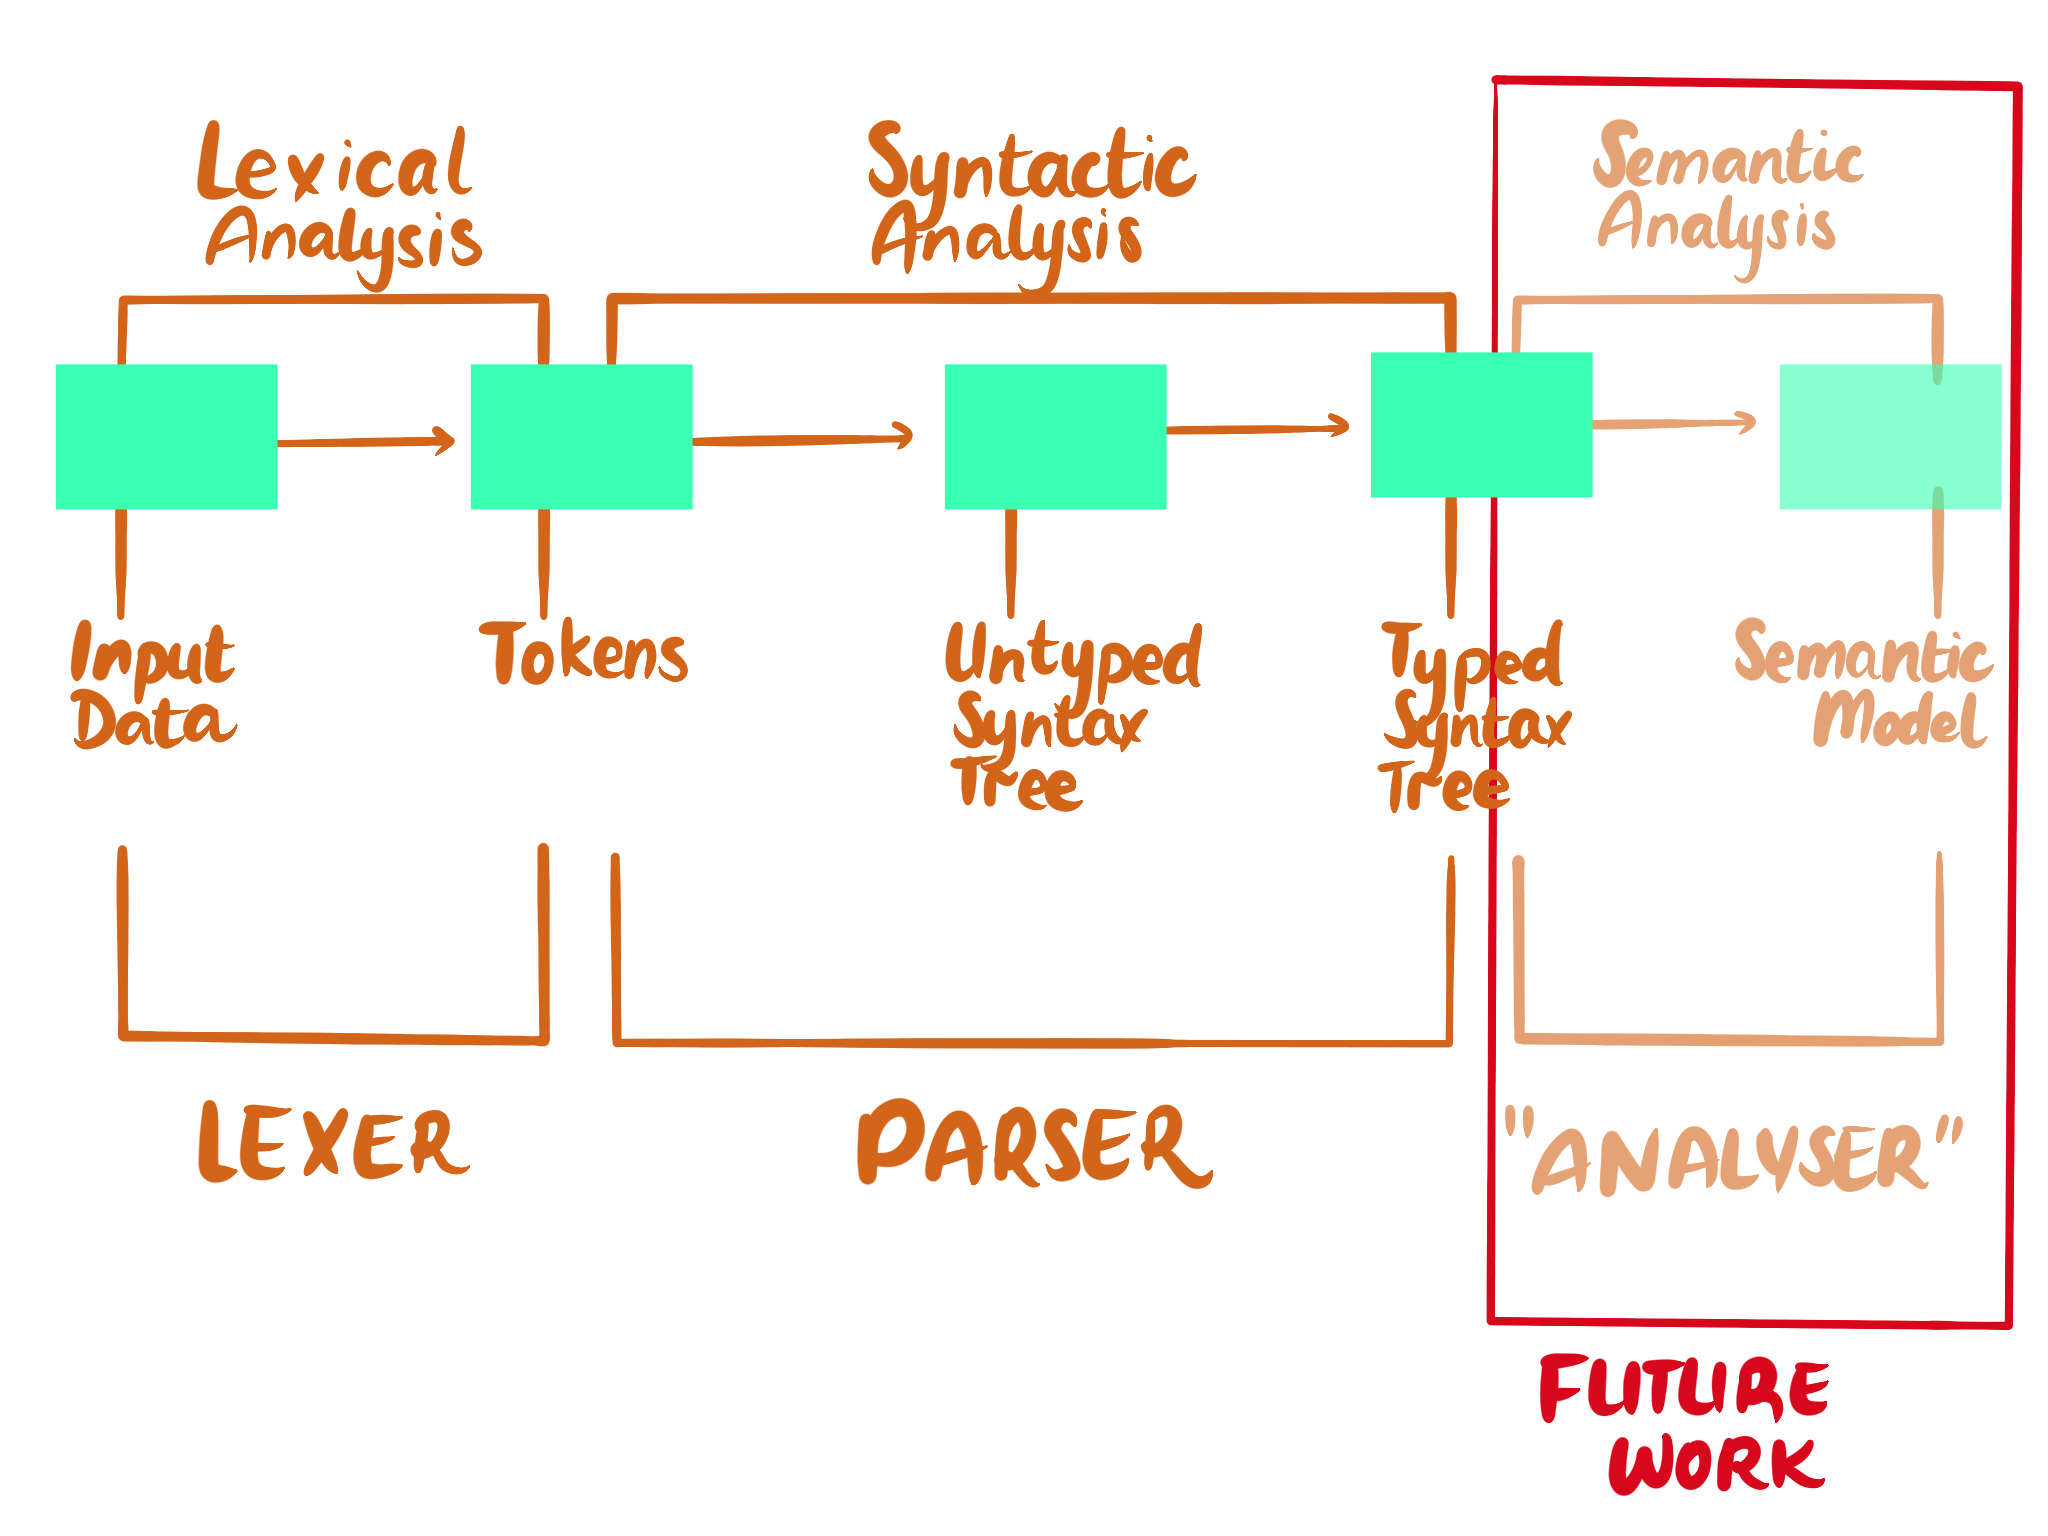 Lexical
Analysis
Syntactic
Analysis
Semantic
Analysis
Input
Data
Tokens
Untyped
Syntax
Tree
Typed
Syntax
Tree
Semantic
Model
LEXER
PARSER
"ANALYSER"
FUTURE
WORK